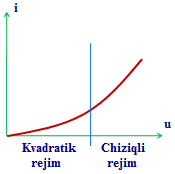 i
u
Kvadratik Chiziqli
rejim rejim